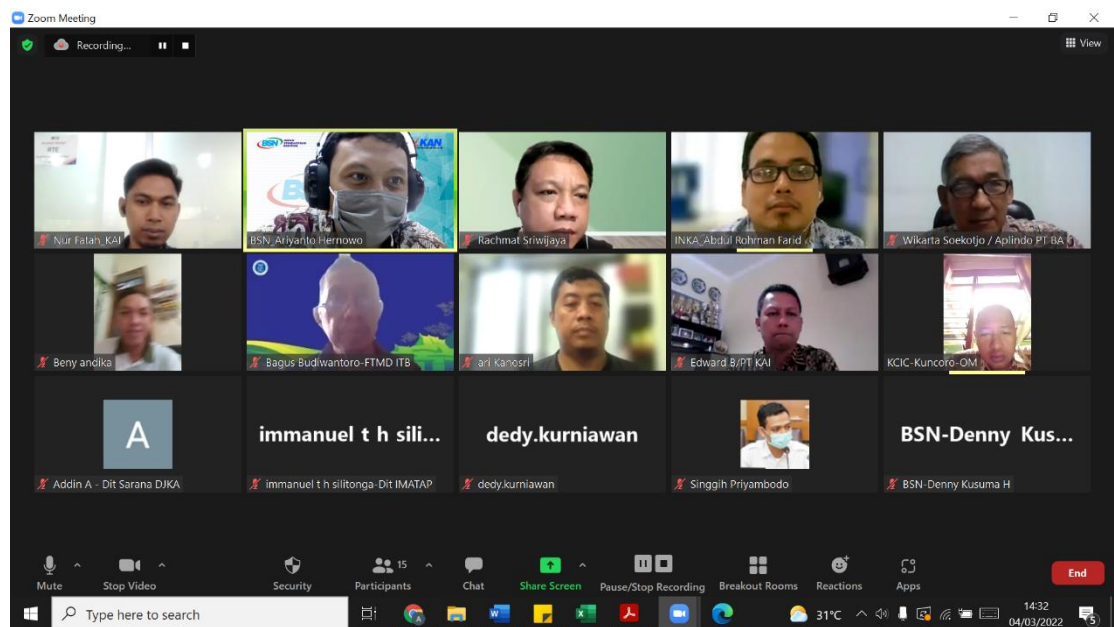 Zoom Meeting
Recording...
View
RTE
BSN
KAN
Nur Fatah_KAI
BSN_Ariyanto Hernowo
Rachmat Sriwijaya
INKA_Abdul Rohman Farid
Wikarta Soekotjo / Aplindo PT BA
Beny andika
Bagus Budiwantoro-FTMD ITB
ari Kanosri
Edward B/PT KAI
KCIC-Kuncoro-OM
A
immanuel t h sili...
dedy.kurniawan
BSN-Denny Kus...
Addin A - Dit Sarana DJKA
immanuel t h silitonga-Dit IMATAP
dedy.kurniawan
Singgih Priyambodo
BSN-Denny Kusuma H
15
Mute
Stop Video
Security
Participants
Chat
Share Screen
Pause/Stop Recording
Breakout Rooms
Reactions
Apps
End
Type here to search
31°C
14:32
04/03/2022
5